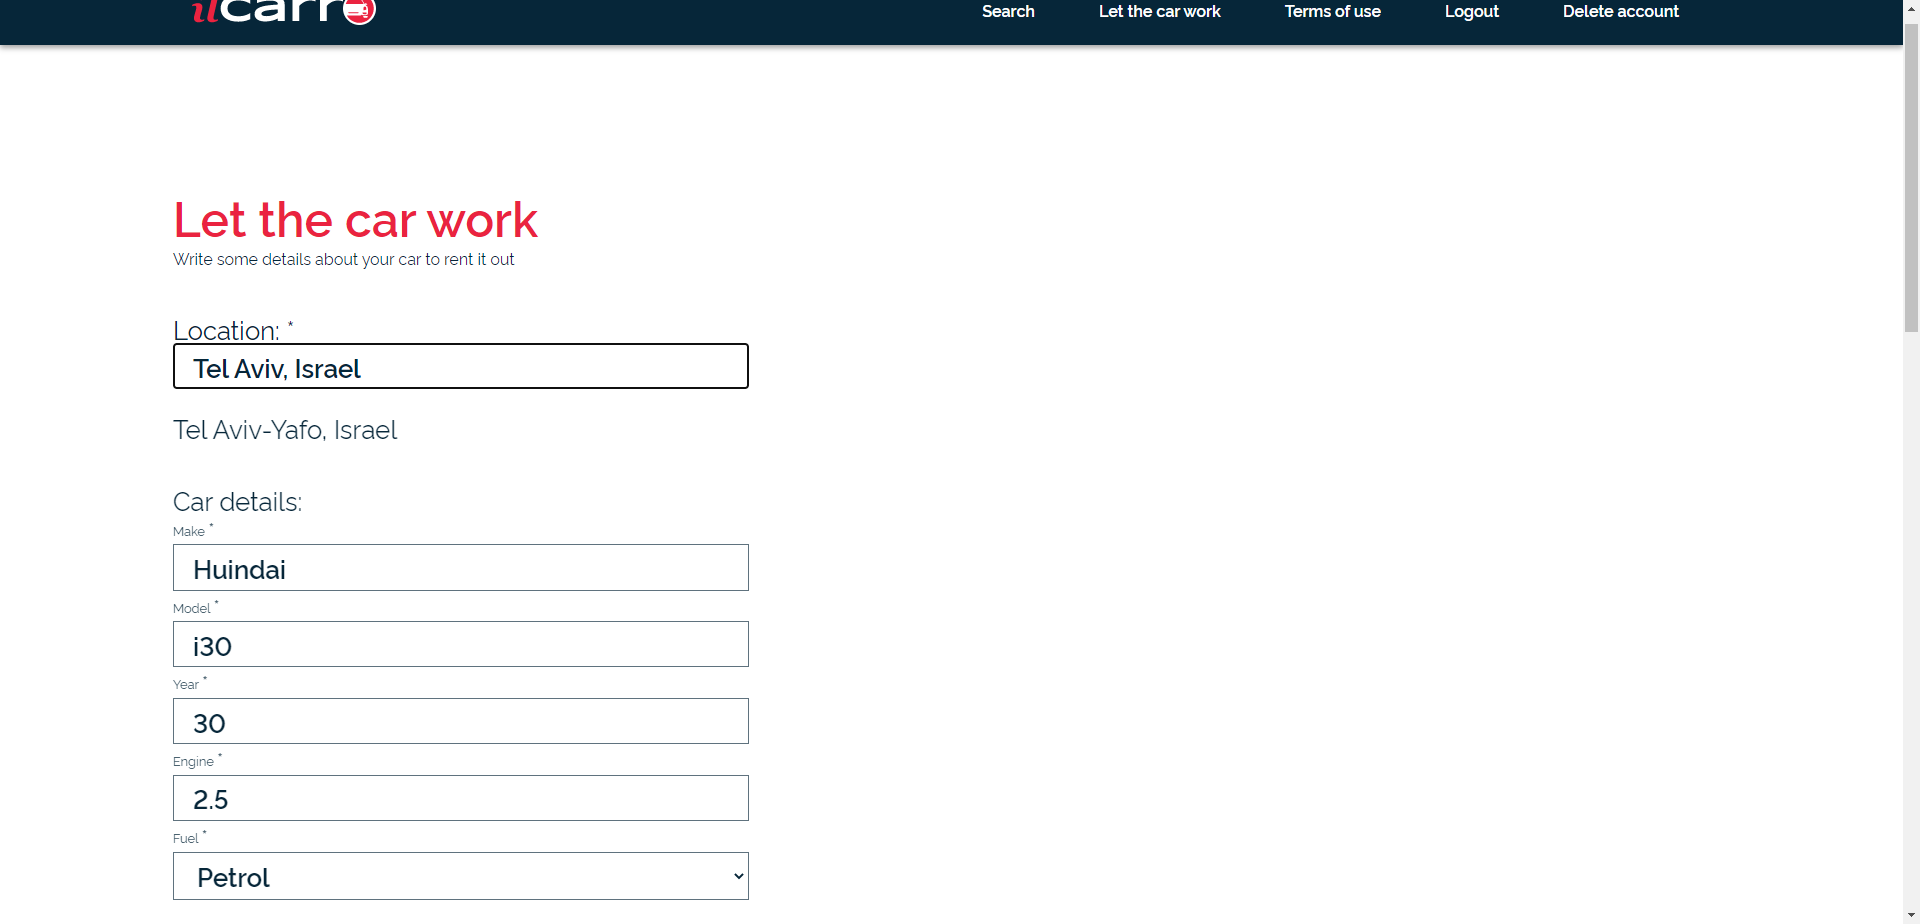 ilcarro
Search Let the car work Terms of use Logout Delete account
Let the car work
Write some details about your car to rent it out
Location: *
Tel Aviv, Israel
Tel Aviv-Yafo, Israel
Car details:
Make *
Huindai
Model *
i30
Year *
30
Engine *
2.5
Fuel *
Petrol